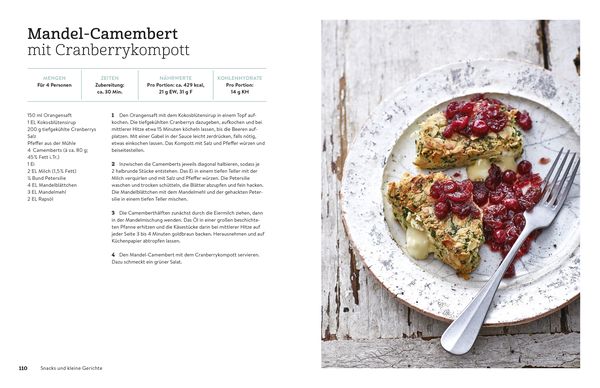 Mandel-Camembert
mit Cranberrykompott
MENGEN
Für 4 Personen
ZEITEN
Zubereitung:
ca. 30 Min.
NÄHRWERTE
Pro Portion: ca. 429 kcal,
21 g EW, 31 g F
KOHLENHYDRATE
Pro Portion:
14 g KH
150 ml Orangensaft
1 EL Kokosblütensirup
200 g tiefgekühlte Cranberrys
Salz
Pfeffer aus der Mühle
4 Camemberts (à ca. 80 g;
45% Fett i.Tr.)
1 Ei
2 EL Milch (1,5% Fett)
½ Bund Petersilie
4 EL Mandelblättchen
3 EL Mandelmehl
2 EL Rapsöl
1 Den Orangensaft mit dem Kokosblütensirup in einem Topf auf-
kochen. Die tiefgekühlten Cranberrys dazugeben, aufkochen und bei
mittlerer Hitze etwa 15 Minuten köcheln lassen, bis die Beeren auf-
platzen. Mit einer Gabel in der Sauce leicht zerdrücken, falls nötig,
etwas einkochen lassen. Das Kompott mit Salz und Pfeffer würzen und
beiseitestellen.
2 Inzwischen die Camemberts jeweils diagonal halbieren, sodass je
2 halbrunde Stücke entstehen. Das Ei in einem tiefen Teller mit der
Milch verquirlen und mit Salz und Pfeffer würzen. Die Petersilie
waschen und trocken schütteln, die Blätter abzupfen und fein hacken.
Die Mandelblättchen mit dem Mandelmehl und der gehackten Peter-
silie in einem tiefen Teller mischen.
3 Die Camemberthälften zunächst durch die Eiermilch ziehen, dann
in der Mandelmischung wenden. Das Öl in einer großen beschichte-
ten Pfanne erhitzen und die Käsestücke darin bei mittlerer Hitze auf
jeder Seite 3 bis 4 Minuten goldbraun backen. Herausnehmen und auf
Küchenpapier abtropfen lassen.
4 Den Mandel-Camembert mit dem Cranberrykompott servieren.
Dazu schmeckt ein grüner Salat.
110 Snacks und kleine Gerichte